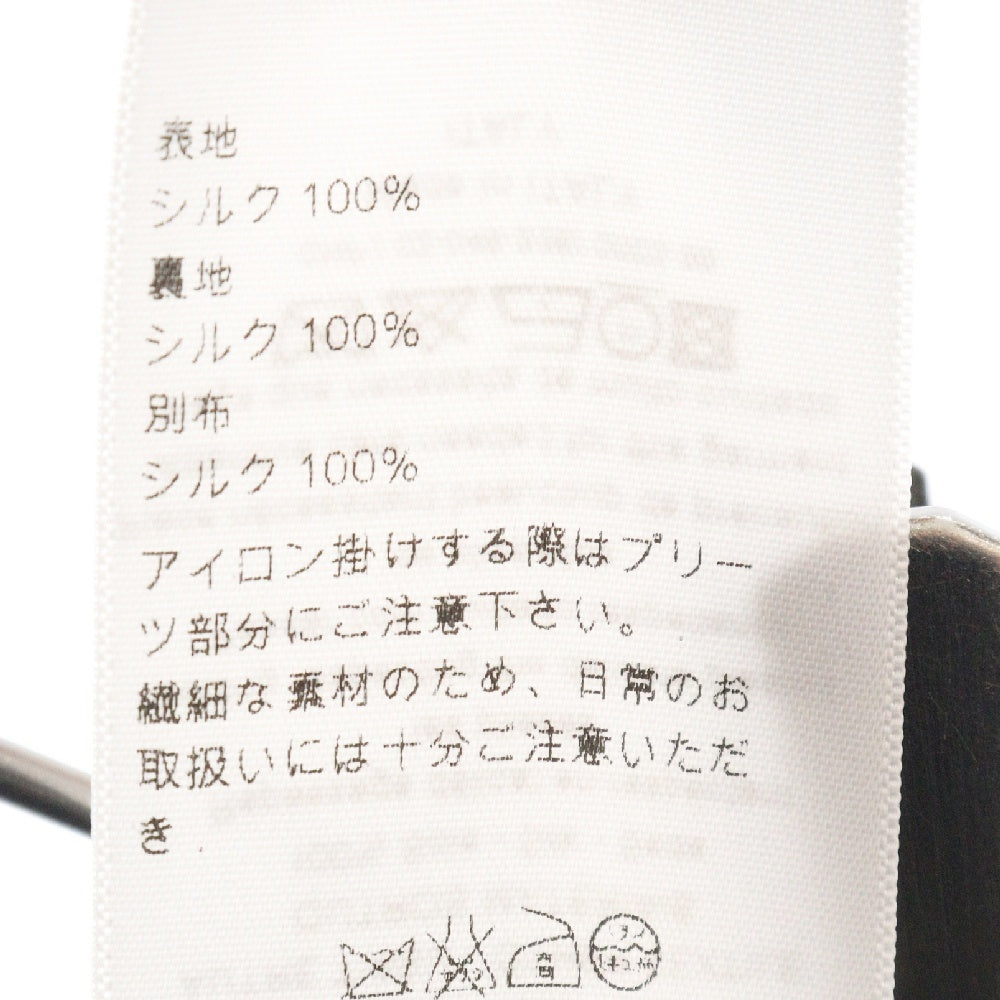 表地
シルク 100%
裏地
シルク 100%
別布
シルク 100%
アイロン掛けする際はプリー
ツ部分にご注意下さい。
繊細な素材のため、日常のお
取扱いには十分ご注意いただ
き
高